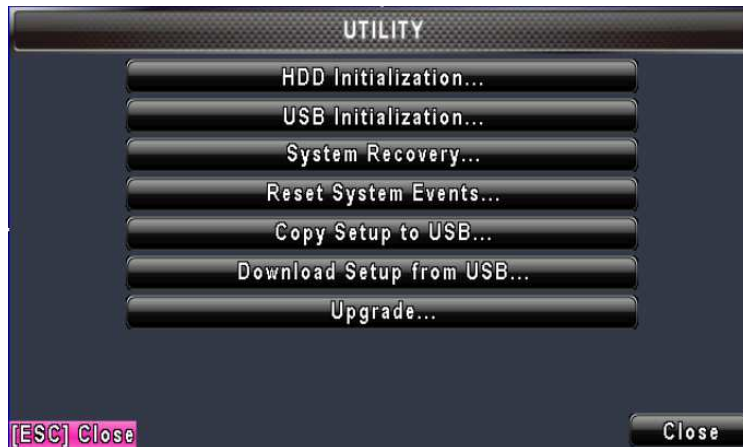 UTILITY
HDD Initialization...
USB Initialization...
System Recovery...
Reset System Events...
Copy Setup to USB...
Download Setup from USB...
Upgrade...
[ESC] Close
Close